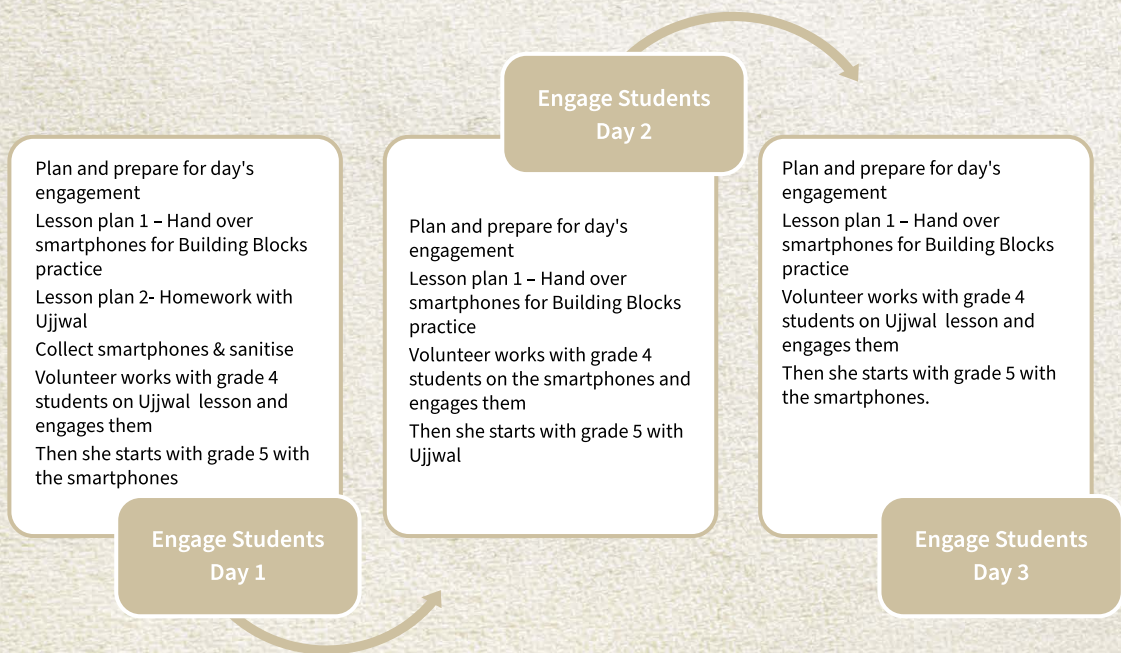 Plan and prepare for day's
engagement
Lesson plan 1 – Hand over
smartphones for Building Blocks
practice
Lesson plan 2- Homework with
Ujjwal
Collect smartphones & sanitise
Volunteer works with grade 4
students on Ujjwal  lesson and
engages them
Then she starts with grade 5 with
the smartphones
Engage Students
Day 1
Engage Students
Day 2
Plan and prepare for day's
engagement
Lesson plan 1 – Hand over
smartphones for Building Blocks
practice
Volunteer works with grade 4
students on the smartphones and
engages them
Then she starts with grade 5 with
Ujjwal
Plan and prepare for day's
engagement
Lesson plan 1 – Hand over
smartphones for Building Blocks
practice
Volunteer works with grade 4
students on Ujjwal  lesson and
engages them
Then she starts with grade 5 with
the smartphones.
Engage Students
Day 3